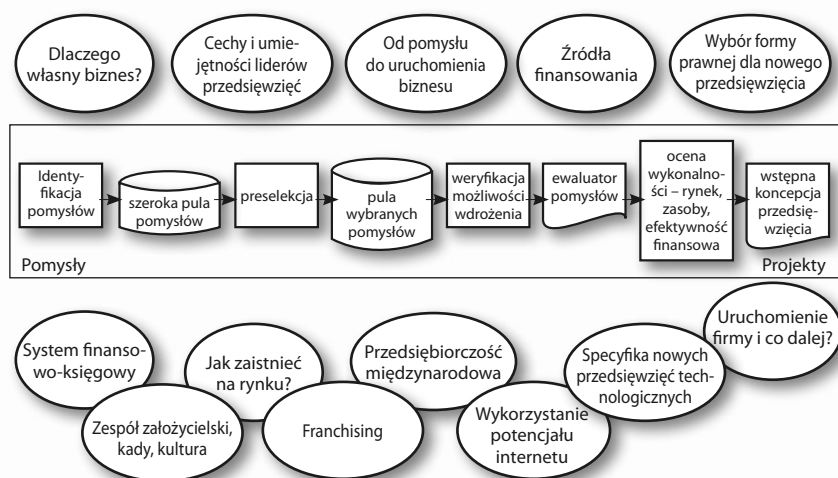 Dlaczego
własny biznes?
Cechy i umie-
jętności liderów
przedsięwzięć
Od pomysłu
do uruchomienia
biznesu
Źródła
finansowania
Wybór formy
prawnej dla nowego
przedsięwzięcia
Identy-
fikacja
pomysłów
szeroka pula
pomysłów
preselekcja
pula
wybranych
pomysłów
weryfikacja
możliwości
wdrożenia
ewaluator
pomysłów
ocena
wykonalno-
ści – rynek,
zasoby,
efektywność
finansowa
wstępna
koncepcja
przedsię-
wzięcia
Pomysły
Projekty
System finanso-
wo-księgowy
Zespół założycielski,
kady, kultura
Jak zaistnieć
na rynku?
Franchising
Przedsiębiorczość
międzynarodowa
Wykorzystanie
potencjału
internetu
Specyfika nowych
przedsięwzięć tech-
nologicznych
Uruchomienie
firmy i co dalej?